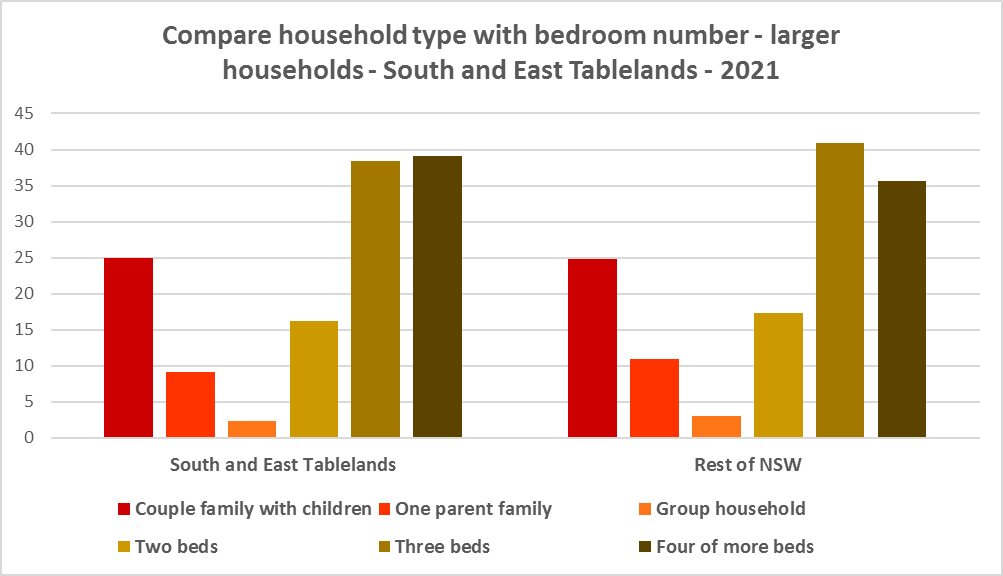 Compare household type with bedroom number - larger
households - South and East Tablelands - 2021
45
40
35
30
25
20
15
10
5
0
South and East Tablelands
Rest of NSW
Couple family with children
One parent family
Group household
Two beds
Three beds
Four of more beds